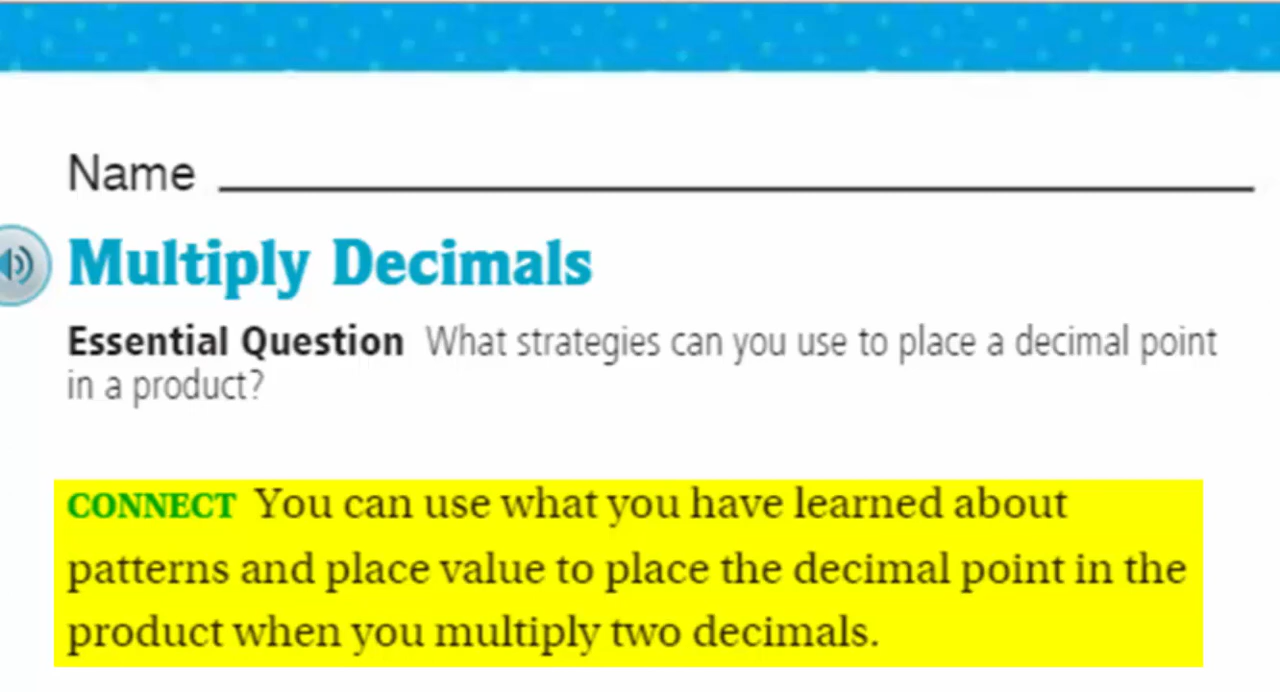 Name
Multiply Decimals
Essential Question What strategies can you use to place a decimal point
in a product?
CONNECT You can use what you have learned about
patterns and place value to place the decimal point in the
product when you multiply two decimals.